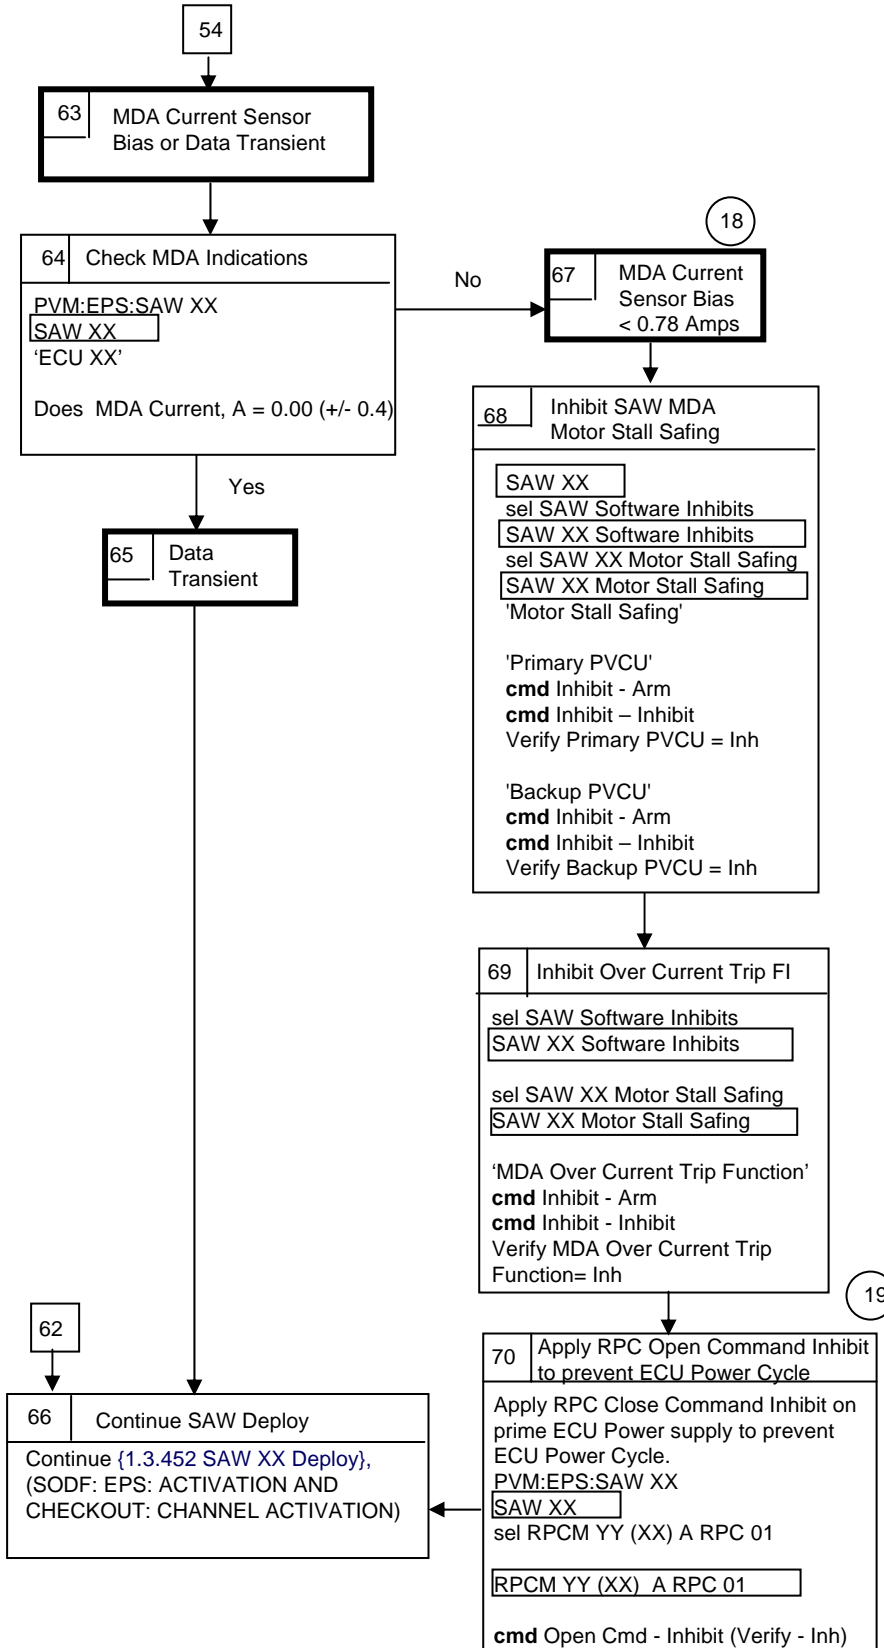 54
63
MDA Current Sensor
Bias or Data Transient
64
Check MDA Indications
PVM:EPS:SAW XX
SAW XX
‘ECU XX’
Does MDA Current, A = 0.00 (+/- 0.4)
No
Yes
65
Data
Transient
18
67
MDA Current
Sensor Bias
< 0.78 Amps
68
Inhibit SAW MDA
Motor Stall Safing
SAW XX
sel SAW Software Inhibits
SAW XX Software Inhibits
sel SAW XX Motor Stall Safing
SAW XX Motor Stall Safing
'Motor Stall Safing'
'Primary PVCU'
cmd Inhibit - Arm
cmd Inhibit – Inhibit
Verify Primary PVCU = Inh
'Backup PVCU'
cmd Inhibit - Arm
cmd Inhibit – Inhibit
Verify Backup PVCU = Inh
69
Inhibit Over Current Trip FI
sel SAW Software Inhibits
SAW XX Software Inhibits
sel SAW XX Motor Stall Safing
SAW XX Motor Stall Safing
‘MDA Over Current Trip Function’
cmd Inhibit - Arm
cmd Inhibit - Inhibit
Verify MDA Over Current Trip
Function= Inh
19
70
Apply RPC Open Command Inhibit
to prevent ECU Power Cycle
Apply RPC Close Command Inhibit on
prime ECU Power supply to prevent
ECU Power Cycle.
PVM:EPS:SAW XX
SAW XX
sel RPCM YY (XX) A RPC 01
RPCM YY (XX) A RPC 01
cmd Open Cmd - Inhibit (Verify - Inh)
62
66
Continue SAW Deploy
Continue {1.3.452 SAW XX Deploy},
(SODF: EPS: ACTIVATION AND
CHECKOUT: CHANNEL ACTIVATION)